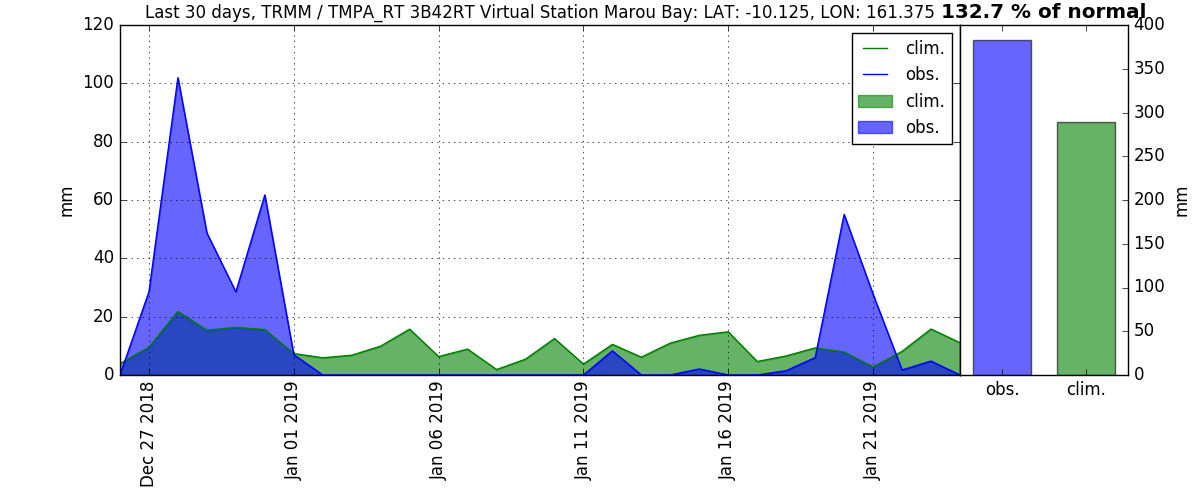 Last 30 days, TRMM / TMPA_RT 3B42RT Virtual Station Marou Bay: LAT: -10.125, LON: 161.375 132.7 % of normal
120
100
80
60
40
20
0
mm
clim.
obs.
clim.
obs.
Dec 27 2018
Jan 01 2019
Jan 06 2019
Jan 11 2019
Jan 16 2019
Jan 21 2019
400
350
300
250
200
150
100
50
0
mm
obs.
clim.